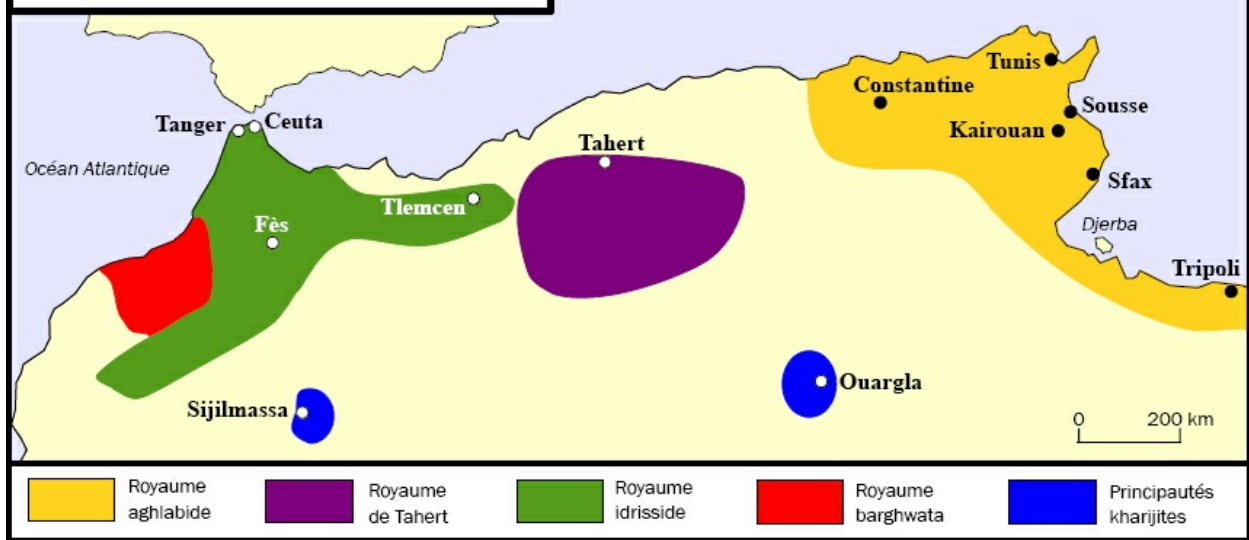 Tunis
Constantine
Sousse
Tanger
Ceuta
Kairouan
Tahert
Océan Atlantique
Sfax
Tlemcen
Fès
Djerba
Tripoli
Ouargla
Sijilmassa
0 200 km
Royaume
aghlabide
Royaume
de Tahert
Royaume
idrisside
Royaume
barghwata
Principautés
kharijites